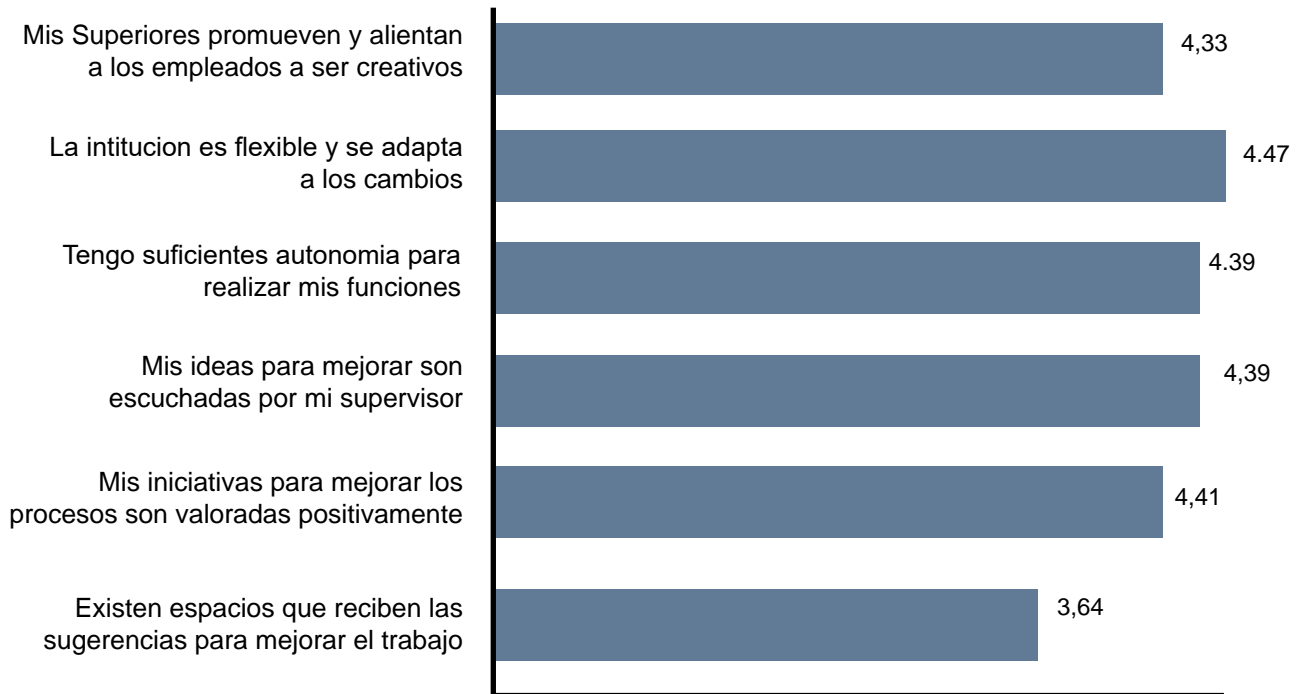 Mis Superiores promueven y alientan
a los empleados a ser creativos
4,33
La intitucion es flexible y se adapta
a los cambios
4.47
Tengo suficientes autonomia para
realizar mis funciones
4.39
Mis ideas para mejorar son
escuchadas por mi supervisor
4,39
Mis iniciativas para mejorar los
procesos son valoradas positivamente
4,41
Existen espacios que reciben las
sugerencias para mejorar el trabajo
3,64